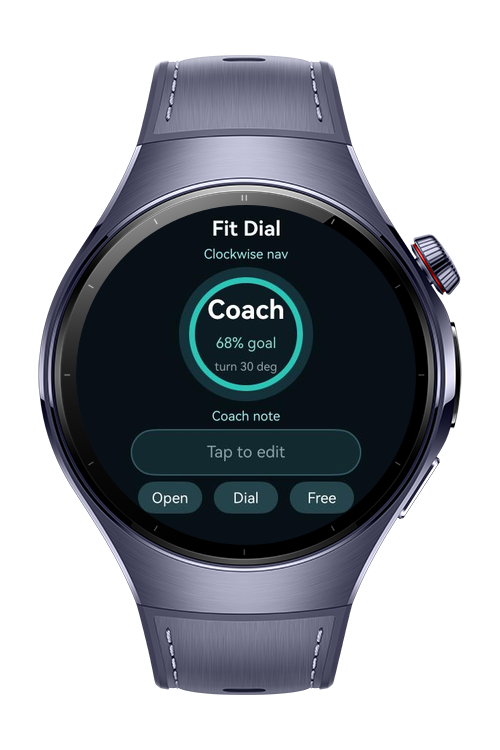 Fit Dial
Clockwise nav
Coach
68% goal
turn 30 deg
Coach note
Tap to edit
Open Dial Free